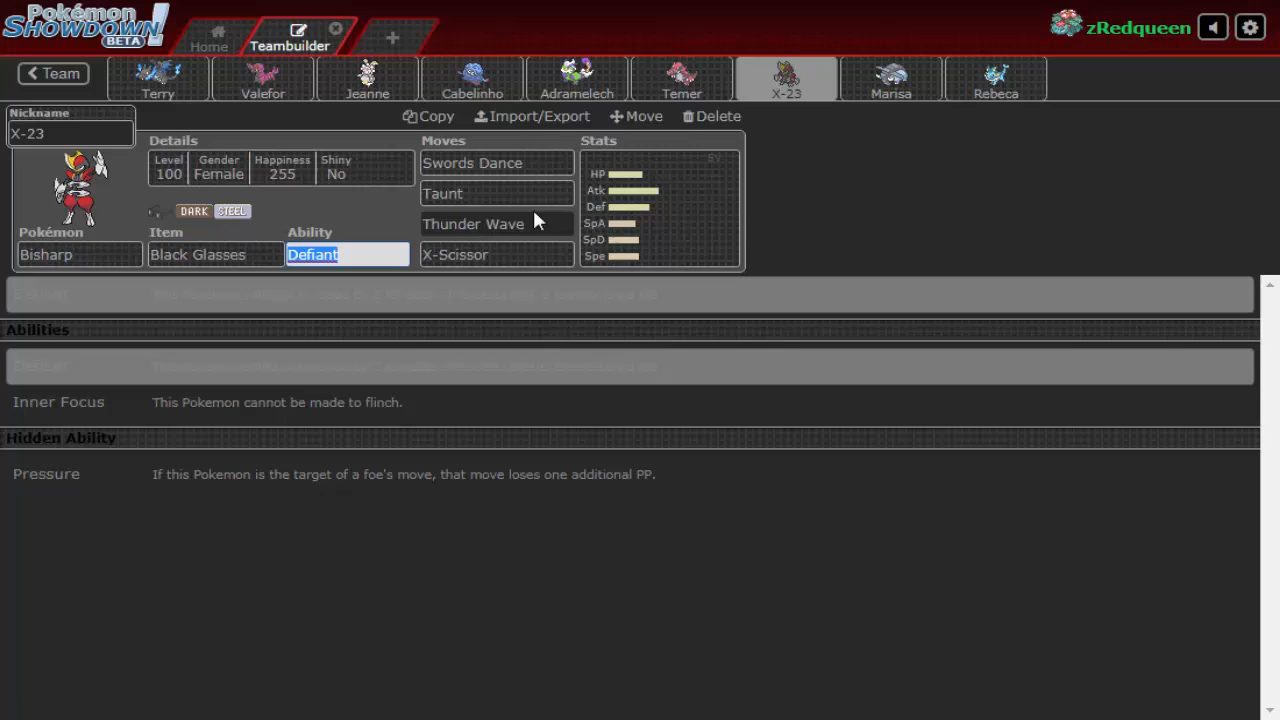 Pokémon
SHOWDOWN!
BETA
Home
Teambuilder
zRedqueen
Team
Terry
Valefor
Jeanne
Cabelinho
Adramelech
Temer
X-23
Marisa
Rebeca
Nickname
X-23
Copy
Import/Export
Move
Delete
Details
Moves
Stats
Level
Gender
Happiness
Shiny
100
Female
255
No
Swords Dance
EV
HP
Atk
Def
SpA
SpD
Spe
Taunt
DARK
STEEL
Thunder Wave
Pokémon
Item
Ability
Bisharp
Black Glasses
Defiant
X-Scissor
Abilities
Inner Focus
This Pokemon cannot be made to flinch.
Hidden Ability
Pressure
If this Pokemon is the target of a foe's move, that move loses one additional PP.